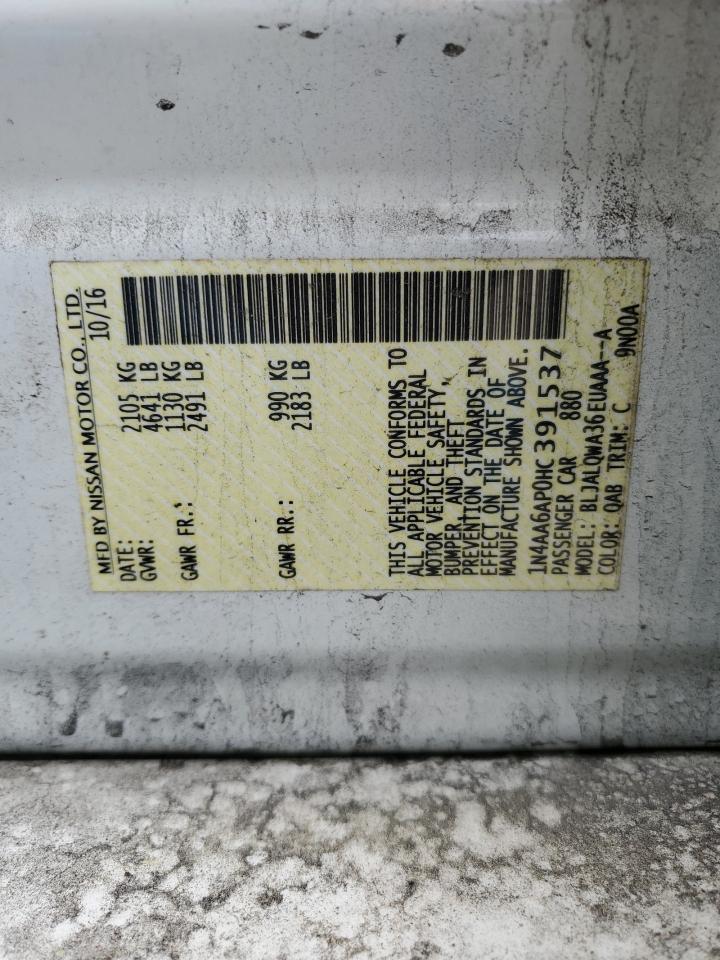 MFD BY NISSAN MOTOR CO., LTD.
DATE: 10/16
GVWR: 2105 KG
4641 LB
GAWR FR.: 1130 KG
2491 LB
GAWR RR.: 990 KG
2183 LB
THIS VEHICLE CONFORMS TO
ALL APPLICABLE FEDERAL
MOTOR VEHICLE SAFETY,
BUMPER, AND THEFT
PREVENTION STANDARDS IN
EFFECT ON THE DATE OF
MANUFACTURE SHOWN ABOVE.
1N4AA6AP0HC391537
PASSENGER CAR 880
MODEL: BLJALQWA36EUAAA--A
COLOR: QAB TRIM: C 9N00A